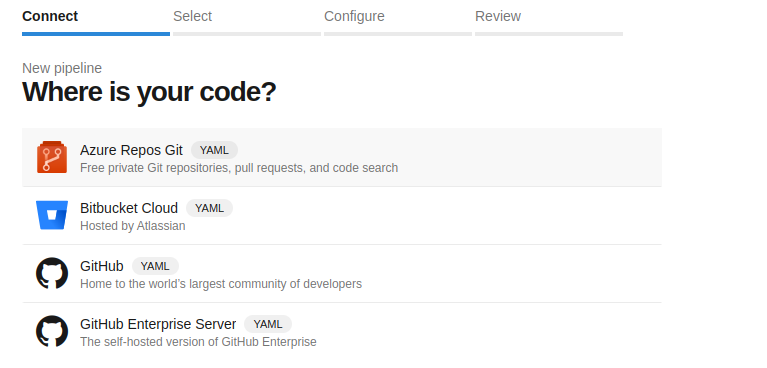 Connect Select Configure Review
New pipeline
Where is your code?
Azure Repos Git YAML
Free private Git repositories, pull requests, and code search
Bitbucket Cloud YAML
Hosted by Atlassian
GitHub YAML
Home to the world's largest community of developers
GitHub Enterprise Server YAML
The self-hosted version of GitHub Enterprise